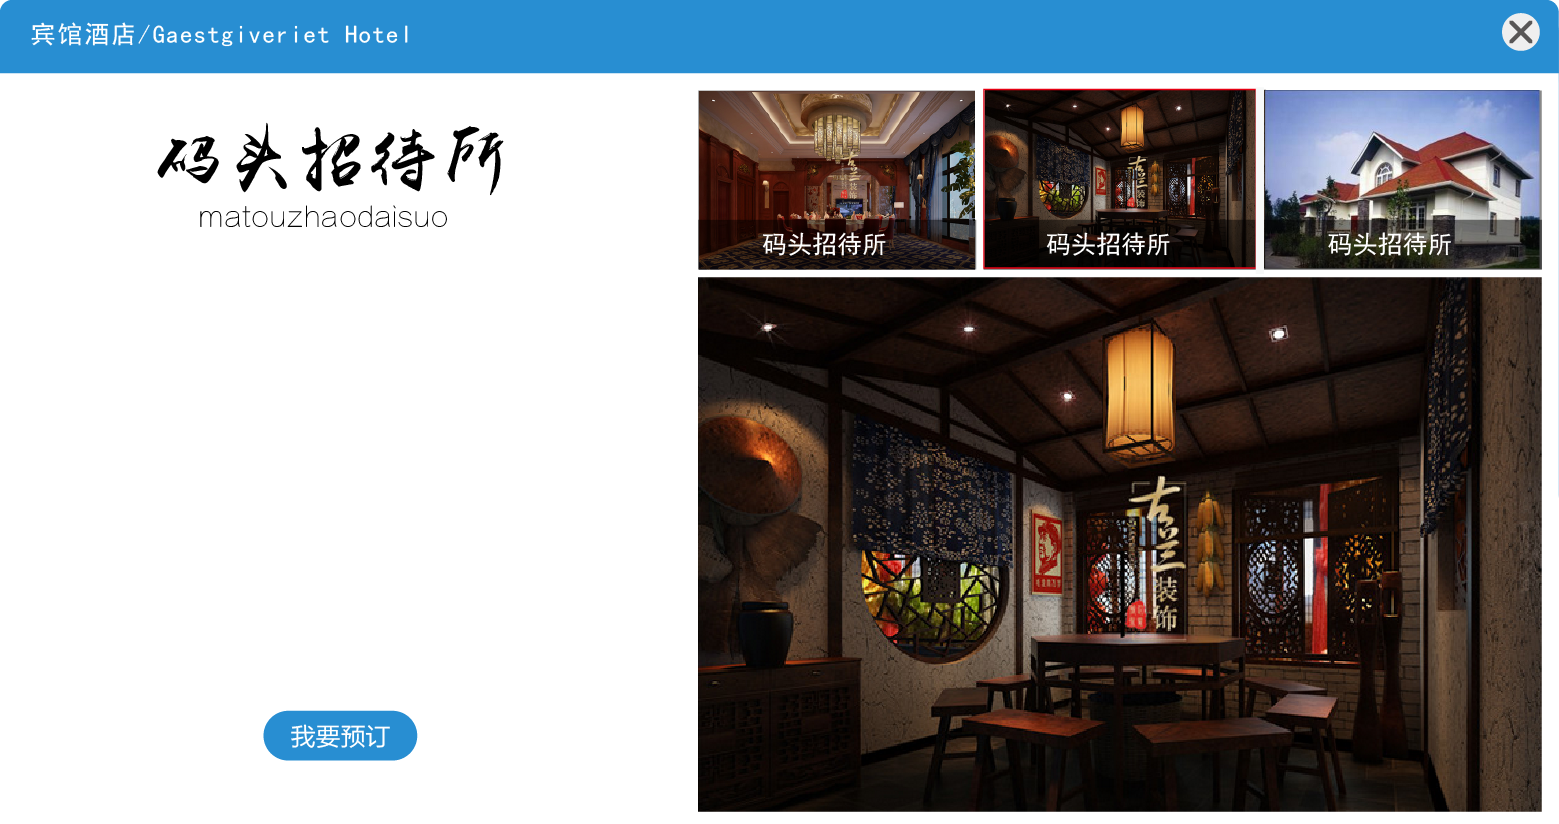 宾馆酒店/Gaestgiveriet Hotel
码头招待所
matouzhaodaisuo
我要预订
码头招待所
码头招待所
码头招待所
古兰
装饰